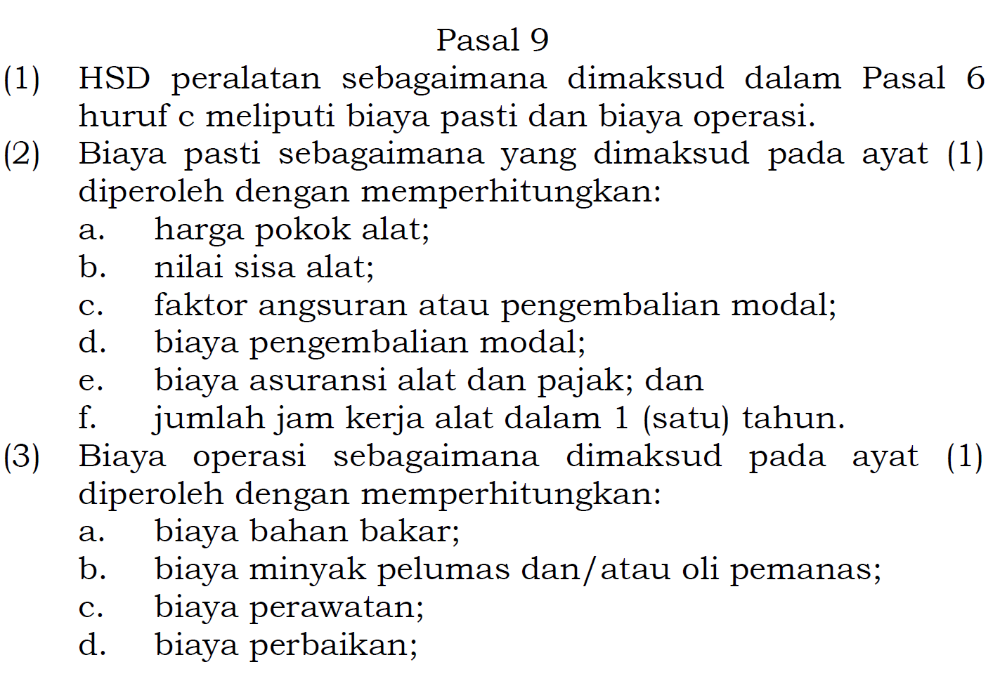 Pasal 9
(1) HSD peralatan sebagaimana dimaksud dalam Pasal 6
huruf c meliputi biaya pasti dan biaya operasi.
(2) Biaya pasti sebagaimana yang dimaksud pada ayat (1)
diperoleh dengan memperhitungkan:
a. harga pokok alat;
b. nilai sisa alat;
c. faktor angsuran atau pengembalian modal;
d. biaya pengembalian modal;
e. biaya asuransi alat dan pajak; dan
f. jumlah jam kerja alat dalam 1 (satu) tahun.
(3) Biaya operasi sebagaimana dimaksud pada ayat (1)
diperoleh dengan memperhitungkan:
a. biaya bahan bakar;
b. biaya minyak pelumas dan/atau oli pemanas;
c. biaya perawatan;
d. biaya perbaikan;